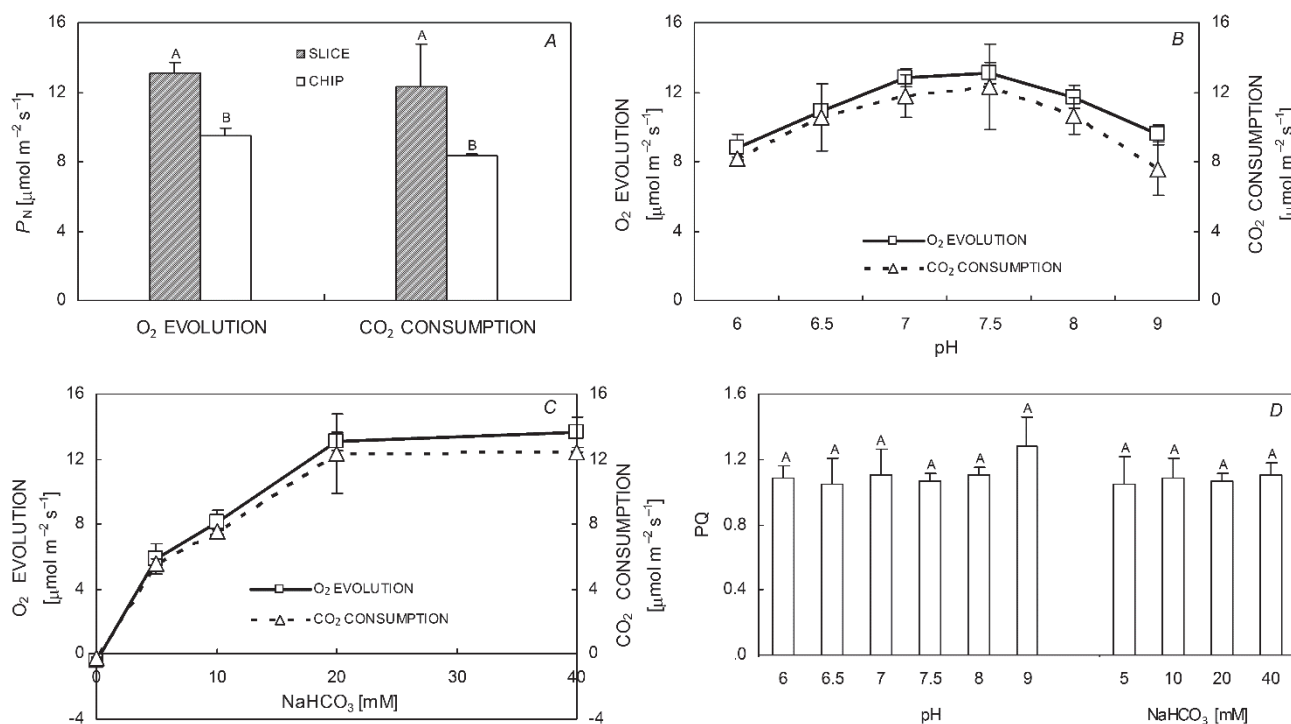 A
16
12
8
4
0
P_N [µmol m⁻² s⁻¹]
A
B
A
B
SLICE
CHIP
O₂ EVOLUTION
CO₂ CONSUMPTION
B
16
12
8
4
0
16
12
8
4
0
O₂ EVOLUTION
[µmol m⁻² s⁻¹]
CO₂ CONSUMPTION
[µmol m⁻² s⁻¹]
O₂ EVOLUTION
CO₂ CONSUMPTION
6 6.5 7 7.5 8 9
pH
C
16
12
8
4
0
-4
16
12
8
4
0
-4
O₂ EVOLUTION
[µmol m⁻² s⁻¹]
CO₂ CONSUMPTION
[µmol m⁻² s⁻¹]
O₂ EVOLUTION
CO₂ CONSUMPTION
0 10 20 30 40
NaHCO₃ [mM]
D
1.6
1.2
0.8
0.4
.0
PQ
A A A A A A A A A A
6 6.5 7 7.5 8 9 5 10 20 40
pH NaHCO₃ [mM]